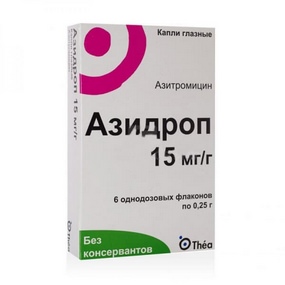 Капли глазные
Азитромицин
Азидроп
15 мг/г
6 однодозовых флаконов
по 0,25 г
Без
консервантов
Théa
Азидроп
15 мг/г